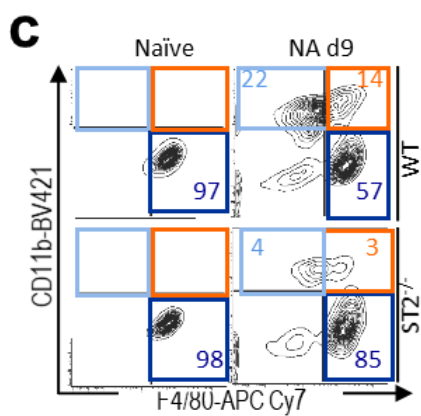 C
Naïve
NA d9
22
14
97
57
WT
4
3
98
85
ST2-/-
CD11b-BV421
F4/80-APC Cy7